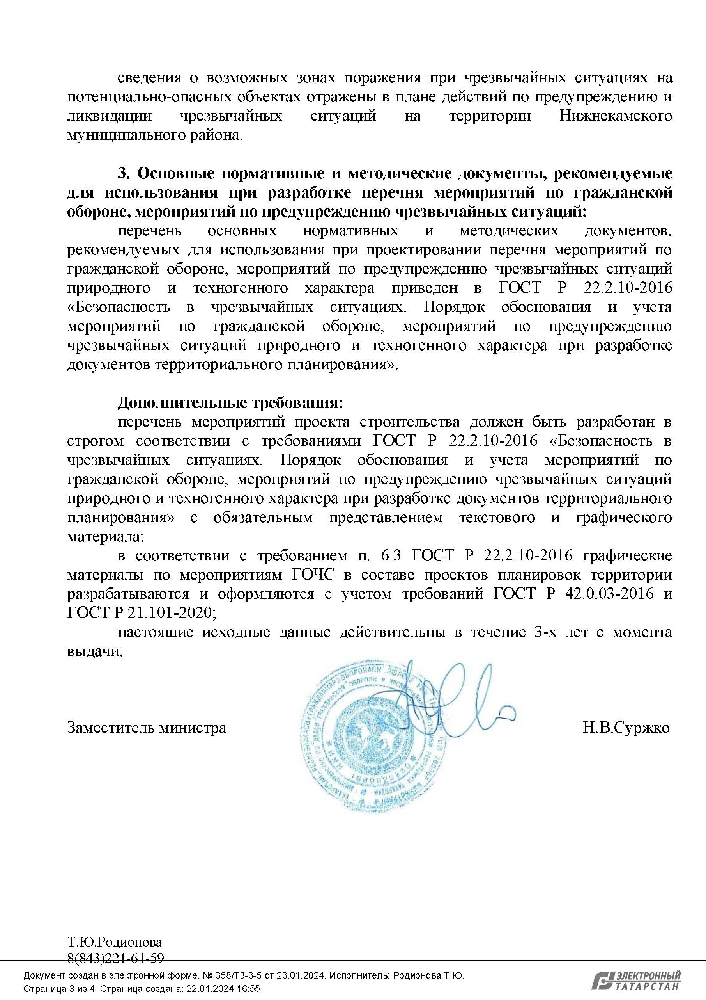 сведения о возможных зонах поражения при чрезвычайных ситуациях на
потенциально-опасных объектах отражены в плане действий по предупреждению и
ликвидации чрезвычайных ситуаций на территории Нижнекамского
муниципального района.
3. Основные нормативные и методические документы, рекомендуемые
для использования при разработке перечня мероприятий по гражданской
обороне, мероприятий по предупреждению чрезвычайных ситуаций:
перечень основных нормативных и методических документов,
рекомендуемых для использования при проектировании перечня мероприятий по
гражданской обороне, мероприятий по предупреждению чрезвычайных ситуаций
природного и техногенного характера приведен в ГОСТ Р 22.2.10-2016
«Безопасность в чрезвычайных ситуациях. Порядок обоснования и учета
мероприятий по гражданской обороне, мероприятий по предупреждению
чрезвычайных ситуаций природного и техногенного характера при разработке
документов территориального планирования».
Дополнительные требования:
перечень мероприятий проекта строительства должен быть разработан в
строгом соответствии с требованиями ГОСТ Р 22.2.10-2016 «Безопасность в
чрезвычайных ситуациях. Порядок обоснования и учета мероприятий по
гражданской обороне, мероприятий по предупреждению чрезвычайных ситуаций
природного и техногенного характера при разработке документов территориального
планирования» с обязательным представлением текстового и графического
материала;
в соответствии с требованием п. 6.3 ГОСТ Р 22.2.10-2016 графические
материалы по мероприятиям ГОЧС в составе проектов планировок территории
разрабатываются и оформляются с учетом требований ГОСТ Р 42.0.03-2016 и
ГОСТ Р 21.101-2020;
настоящие исходные данные действительны в течение 3-х лет с момента
выдачи.
Заместитель министра
Н.В.Суржко
Т.Ю.Родионова
8(843)221-61-59
Документ создан в электронной форме. № 358/ТЗ-3-5 от 23.01.2024. Исполнитель: Родионова Т.Ю.
Страница 3 из 4. Страница создана: 22.01.2024 16:55
ЭЛЕКТРОННЫЙ
ТАТАРСТАН